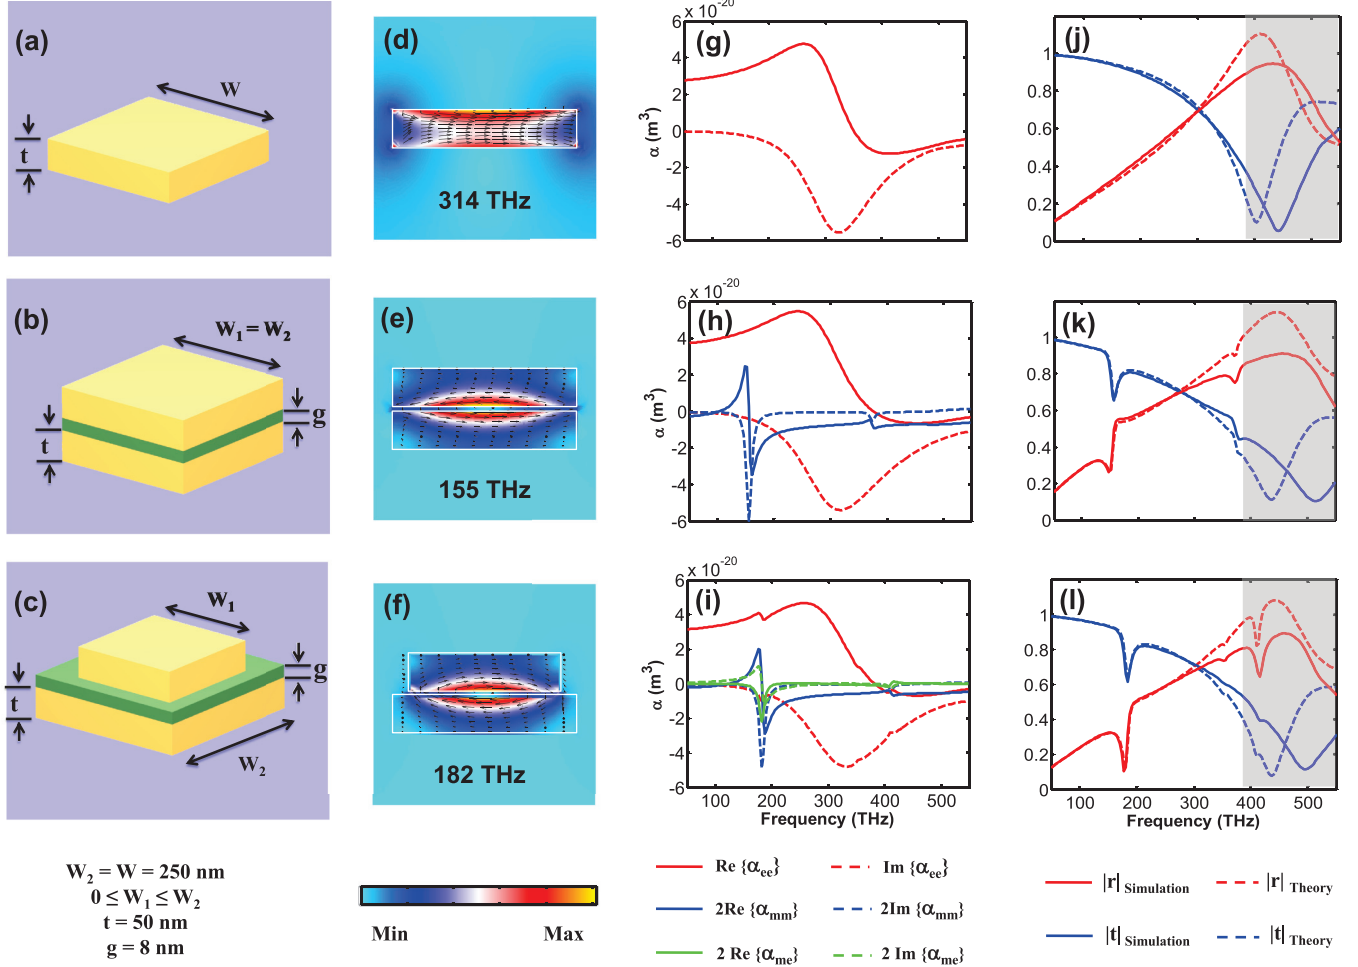 (a)
W
t
(d)
314 THz
x 10-20
(g)
6
4
2
0
-2
-4
-6
α (m³)
(j)
1
0.8
0.6
0.4
0.2
0
(b)
W₁ = W₂
g
t
(e)
155 THz
x 10-20
(h)
6
4
2
0
-2
-4
-6
α (m³)
(k)
1
0.8
0.6
0.4
0.2
0
(c)
W₁
g
t
W₂
(f)
182 THz
x 10-20
(i)
6
4
2
0
-2
-4
-6
α (m³)
100 200 300 400 500
Frequency (THz)
(l)
1
0.8
0.6
0.4
0.2
0
100 200 300 400 500
Frequency (THz)
W₂ = W = 250 nm
0 ≤ W₁ ≤ W₂
t = 50 nm
g = 8 nm
Min Max
Re {αee} Im {αee}
2Re {αmm} 2Im {αmm}
2 Re {αme} 2 Im {αme}
|r| Simulation |r| Theory
|t| Simulation |t| Theory